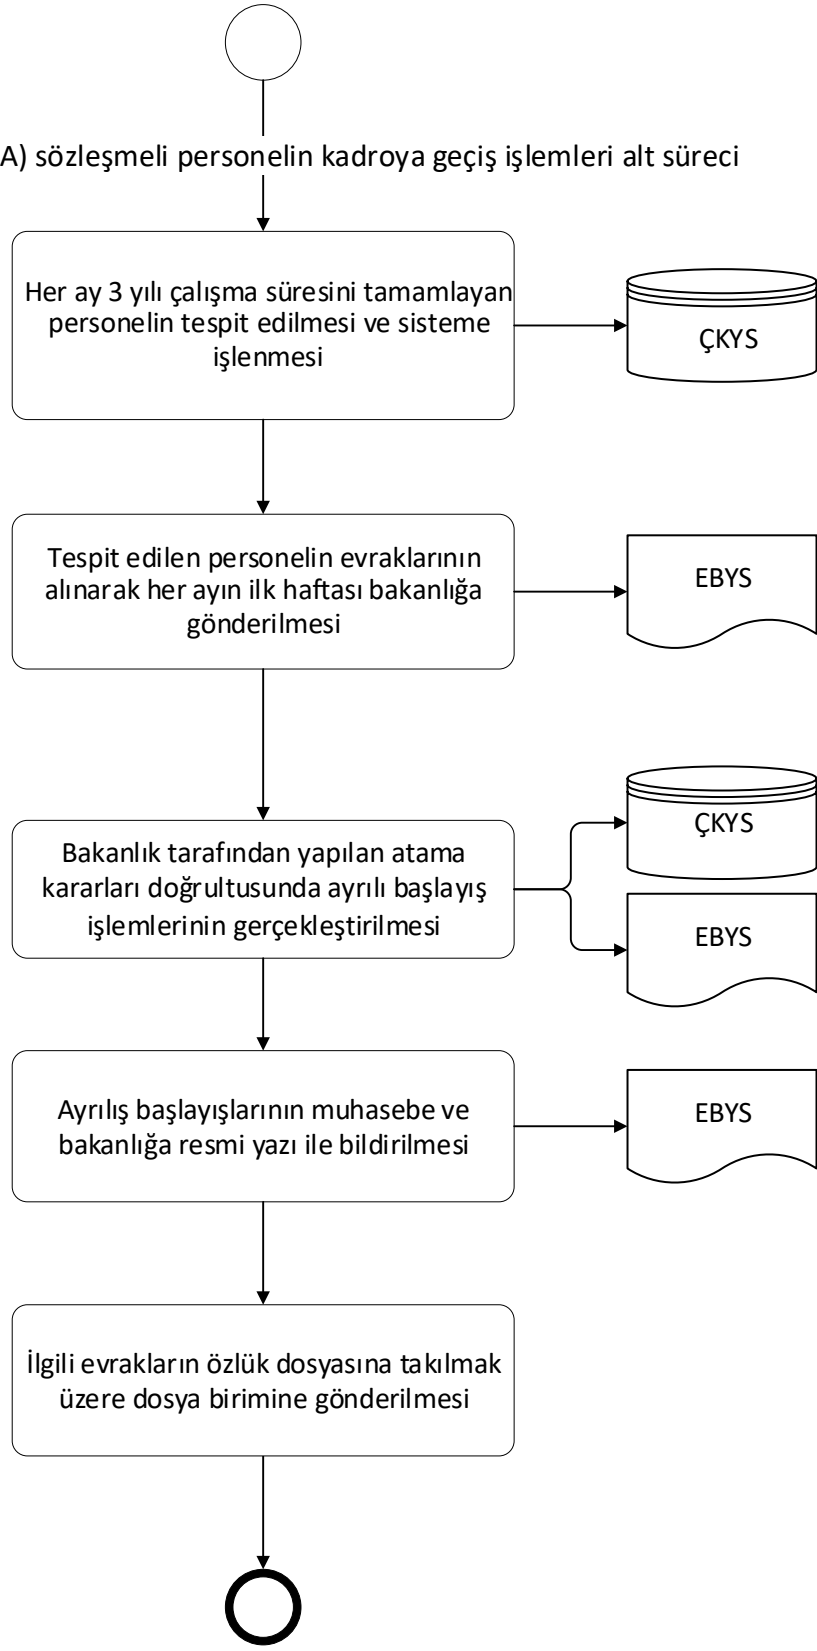 A) sözleşmeli personelin kadroya geçiş işlemleri alt süreci
Her ay 3 yılı çalışma süresini tamamlayan
personelin tespit edilmesi ve sisteme
işlenmesi
ÇKYS
Tespit edilen personelin evraklarının
alınarak her ayın ilk haftası bakanlığa
gönderilmesi
EBYS
Bakanlık tarafından yapılan atama
kararları doğrultusunda ayrılı başlayış
işlemlerinin gerçekleştirilmesi
ÇKYS
EBYS
Ayrılış başlayışlarının muhasebe ve
bakanlığa resmi yazı ile bildirilmesi
EBYS
İlgili evrakların özlük dosyasına takılmak
üzere dosya birimine gönderilmesi